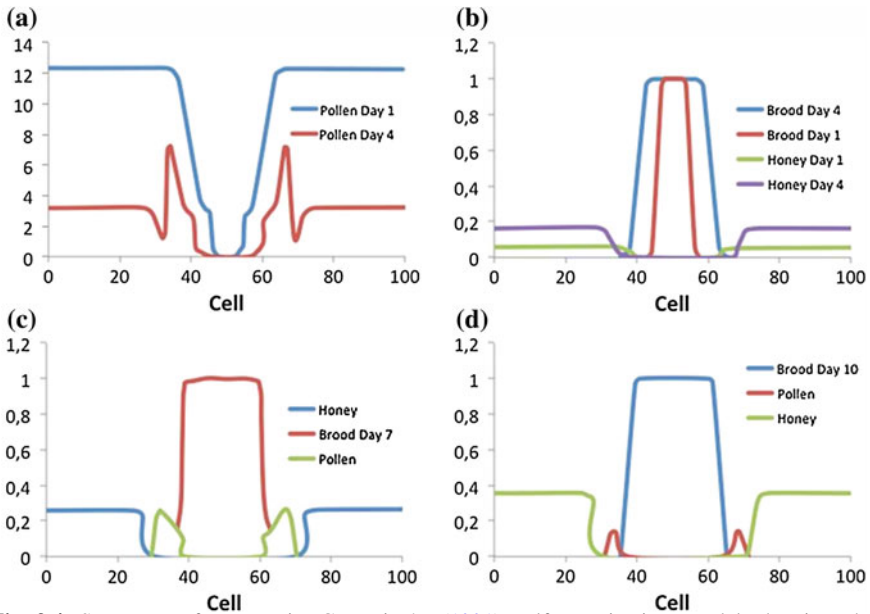 (a)
14
12
10
8
6
4
2
0
Pollen Day 1
Pollen Day 4
0 20 40 60 80 100
Cell
(b)
1,2
1
0,8
0,6
0,4
0,2
0
Brood Day 4
Brood Day 1
Honey Day 1
Honey Day 4
0 20 40 60 80 100
Cell
(c)
1,2
1
0,8
0,6
0,4
0,2
0
Honey
Brood Day 7
Pollen
0 20 40 60 80 100
Cell
(d)
1,2
1
0,8
0,6
0,4
0,2
0
Brood Day 10
Pollen
Honey
0 20 40 60 80 100
Cell